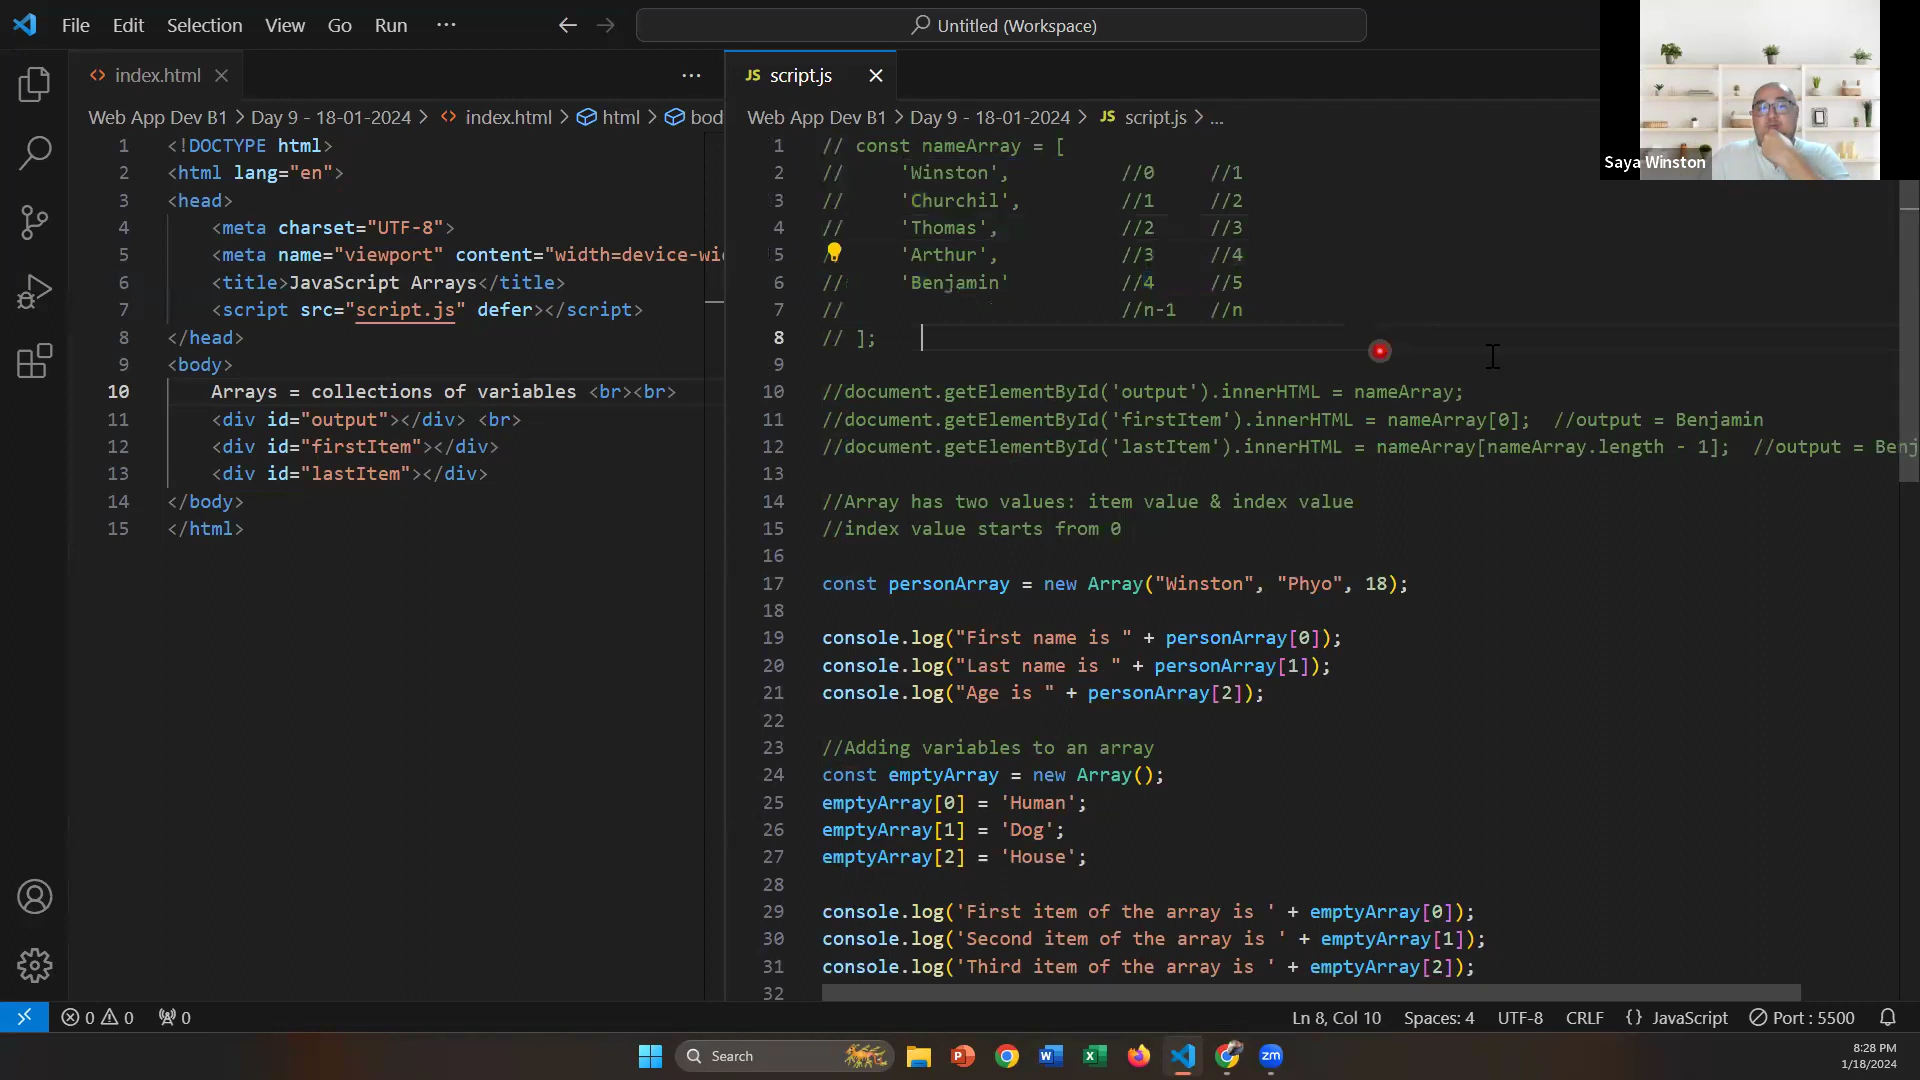 File Edit Selection View Go Run ··· Untitled (Workspace)
index.html
Web App Dev B1 > Day 9 - 18-01-2024 > index.html > html > bod
1 <!DOCTYPE html>
2 <html lang="en">
3 <head>
4 <meta charset="UTF-8">
5 <meta name="viewport" content="width=device-wi
6 <title>JavaScript Arrays</title>
7 <script src="script.js" defer></script>
8 </head>
9 <body>
10 Arrays = collections of variables <br><br>
11 <div id="output"></div> <br>
12 <div id="firstItem"></div>
13 <div id="lastItem"></div>
14 </body>
15 </html>
JS script.js
Web App Dev B1 > Day 9 - 18-01-2024 > JS script.js > ...
1 // const nameArray = [
2 // 'Winston', //0 //1
3 // 'Churchil', //1 //2
4 // 'Thomas', //2 //3
5 // 'Arthur', //3 //4
6 // 'Benjamin' //4 //5
7 // //n-1 //n
8 // ];
9
10 //document.getElementById('output').innerHTML = nameArray;
11 //document.getElementById('firstItem').innerHTML = nameArray[0]; //output = Benjamin
12 //document.getElementById('lastItem').innerHTML = nameArray[nameArray.length - 1]; //output = Benj
13
14 //Array has two values: item value & index value
15 //index value starts from 0
16
17 const personArray = new Array("Winston", "Phyo", 18);
18
19 console.log("First name is " + personArray[0]);
20 console.log("Last name is " + personArray[1]);
21 console.log("Age is " + personArray[2]);
22
23 //Adding variables to an array
24 const emptyArray = new Array();
25 emptyArray[0] = 'Human';
26 emptyArray[1] = 'Dog';
27 emptyArray[2] = 'House';
28
29 console.log('First item of the array is ' + emptyArray[0]);
30 console.log('Second item of the array is ' + emptyArray[1]);
31 console.log('Third item of the array is ' + emptyArray[2]);
32
Saya Winston
0 0 0 Ln 8, Col 10 Spaces: 4 UTF-8 CRLF {} JavaScript Port : 5500
Search P W X zm
8:28 PM
1/18/2024